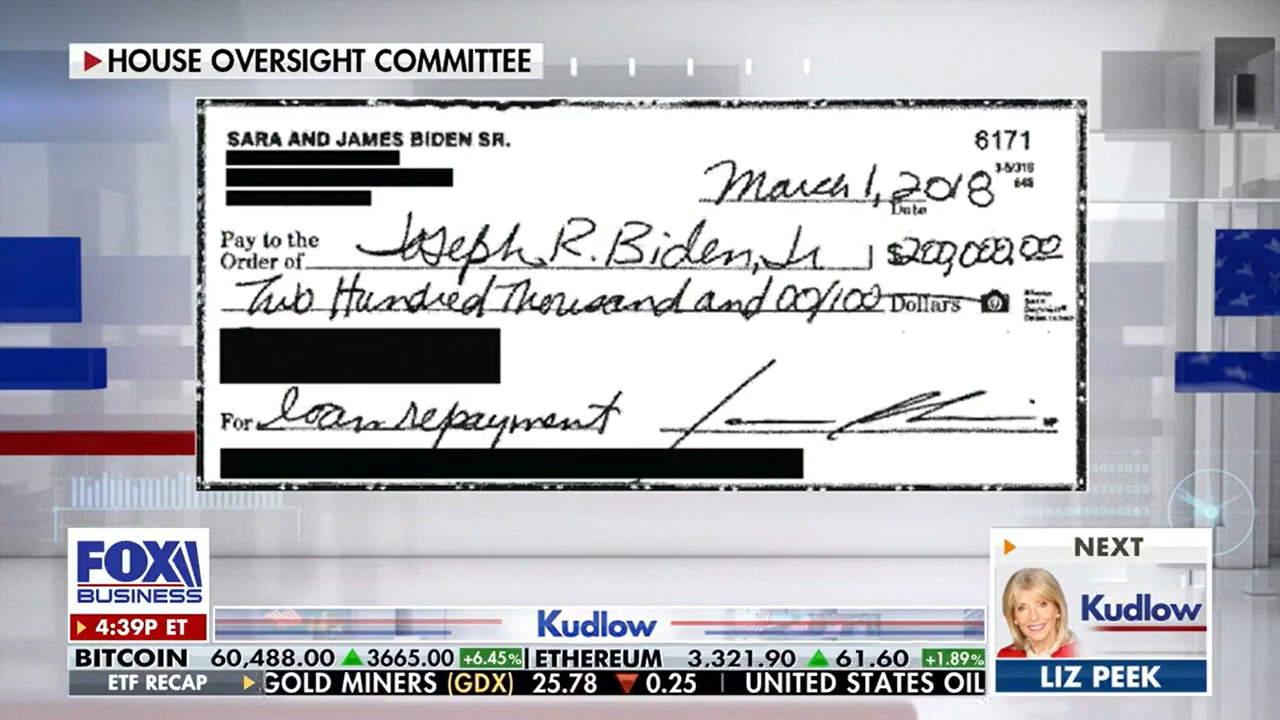 HOUSE OVERSIGHT COMMITTEE
SARA AND JAMES BIDEN SR.
6171
March 1, 2018
Date
Pay to the
Order of
Joseph R. Biden, Jr
$200,000.00
Two Hundred Thousand and 00/100 Dollars
For loan repayment
FOX
BUSINESS
4:39P ET
Kudlow
NEXT
Kudlow
LIZ PEEK
BITCOIN 60,488.00 3665.00 +6.45% ETHEREUM 3,321.90 61.60 +1.89%
ETF RECAP GOLD MINERS (GDX) 25.78 0.25 UNITED STATES OIL